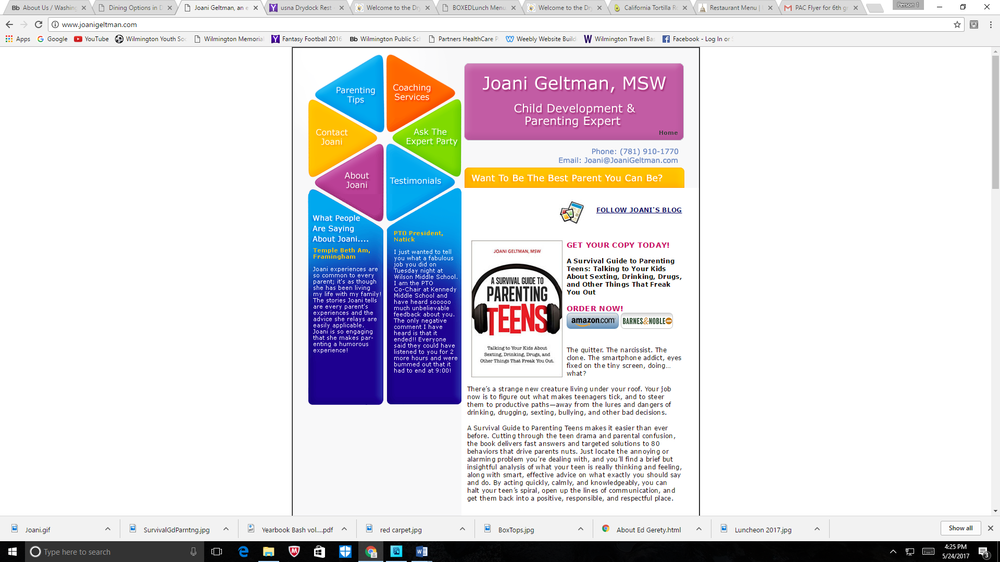 About Us / Washing
Dining Options in D
Joani Geltman, an e
usna Drydock Rest
Welcome to the Dry
BOXEDLunch Menu
Welcome to the Dry
California Tortilla Ro
Restaurant Menu |
PAC Flyer for 6th gr
Person 1
www.joanigeltman.com
Apps
Google
YouTube
Wilmington Youth Soc
Wilmington Memorial
Fantasy Football 2016
Wilmington Public Sch
Partners HealthCare P
Weebly Website Build
Wilmington Travel Bas
Facebook - Log In or S
Parenting
Tips
Coaching
Services
Contact
Joani
Ask The
Expert Party
About
Joani
Testimonials
Joani Geltman, MSW
Child Development &
Parenting Expert
Home
Phone: (781) 910-1770
Email: Joani@JoaniGeltman.com
Want To Be The Best Parent You Can Be?
What People
Are Saying
About Joani....
Temple Beth Am,
Framingham
Joani experiences are
so common to every
parent; it's as though
she has been living
my life with my family!
The stories Joani tells
are every parent's
experiences and the
advice she relays are
easily applicable.
Joani is so engaging
that she makes par-
enting a humorous
experience!
PTO President,
Natick
I just wanted to tell
you what a fabulous
job you did on
Tuesday night at
Wilson Middle School.
I am the PTO
Co-Chair at Kennedy
Middle School and
have heard sooooo
much unbelievable
feedback about you.
The only negative
comment I have
heard is that it
ended!! Everyone
said they could have
listened to you for 2
more hours and were
bummed out that it
had to end at 9:00!
FOLLOW JOANI'S BLOG
JOANI GELTMAN, MSW
A SURVIVAL GUIDE TO
PARENTING
TEENS
Talking to Your Kids About
Sexting, Drinking, Drugs, and
Other Things That Freak You Out.
GET YOUR COPY TODAY!
A Survival Guide to Parenting
Teens: Talking to Your Kids
About Sexting, Drinking, Drugs,
and Other Things That Freak
You Out
ORDER NOW!
amazon.com
BARNES&NOBLE.com
The quitter. The narcissist. The
clone. The smartphone addict, eyes
fixed on the tiny screen, doing...
what?
There’s a strange new creature living under your roof. Your job
now is to figure out what makes teenagers tick, and to steer
them to productive paths—away from the lures and dangers of
drinking, drugging, sexting, bullying, and other bad decisions.
A Survival Guide to Parenting Teens makes it easier than ever
before. Cutting through the teen drama and parental confusion,
the book delivers fast answers and targeted solutions to 80
behaviors that drive parents nuts. Just locate the annoying or
alarming problem you’re dealing with, and you’ll find a brief but
insightful analysis of what your teen is really thinking and feeling,
along with smart, effective advice on what exactly you should say
and do. By acting quickly, calmly, and knowledgeably, you can
halt your teen’s spiral, open up the lines of communication, and
get them back into a positive, responsible, and respectful place.
Joani.gif
SurvivalGdParntng.jpg
Yearbook Bash vol....pdf
red carpet.jpg
BoxTops.jpg
About Ed Gerety.html
Luncheon 2017.jpg
Show all
Type here to search
4:25 PM
5/24/2017
3